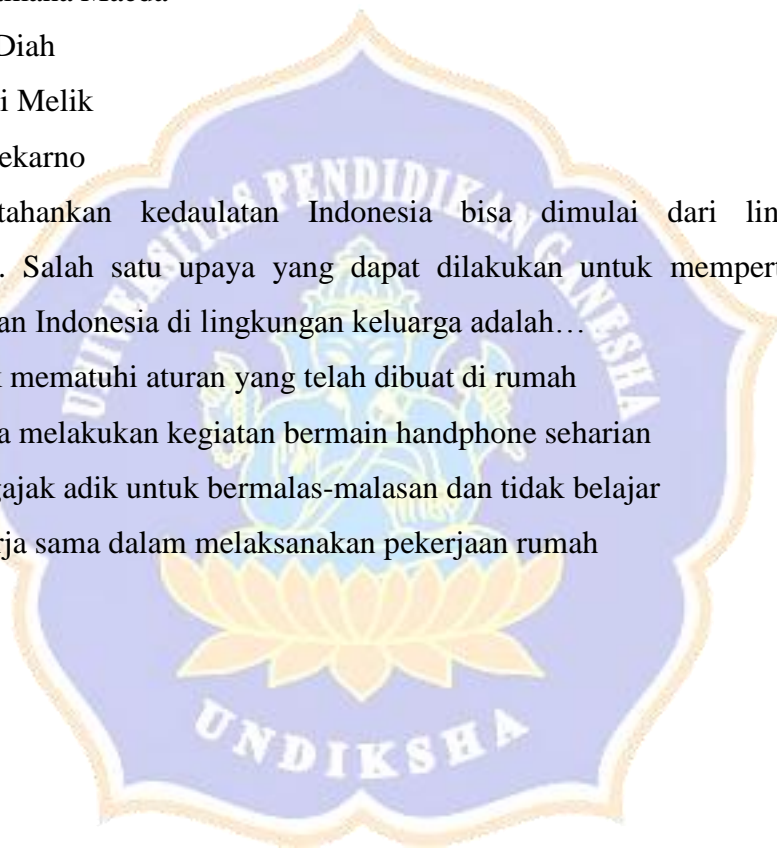 Maeda
Diah
i Melik
ekarno
tahankan kedaulatan Indonesia bisa dimulai dari lin
. Salah satu upaya yang dapat dilakukan untuk mempert
an Indonesia di lingkungan keluarga adalah…
k mematuhi aturan yang telah dibuat di rumah
a melakukan kegiatan bermain handphone seharian
gajak adik untuk bermalas-malasan dan tidak belajar
rja sama dalam melaksanakan pekerjaan rumah
UNIVERSITAS PENDIDIKAN GANESHA
UNDIKSHA